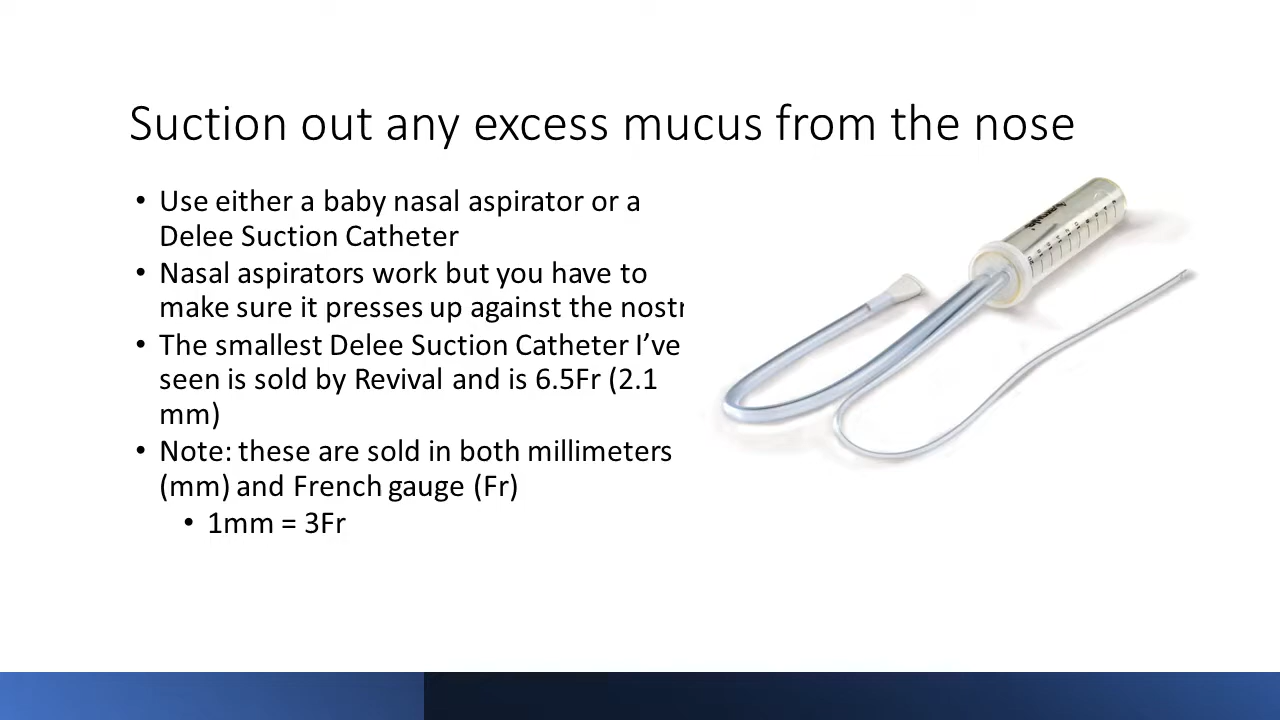 Suction out any excess mucus from the nose
• Use either a baby nasal aspirator or a
Delee Suction Catheter
• Nasal aspirators work but you have to
make sure it presses up against the nostr
• The smallest Delee Suction Catheter I’ve
seen is sold by Revival and is 6.5Fr (2.1
mm)
• Note: these are sold in both millimeters
(mm) and French gauge (Fr)
• 1mm = 3Fr